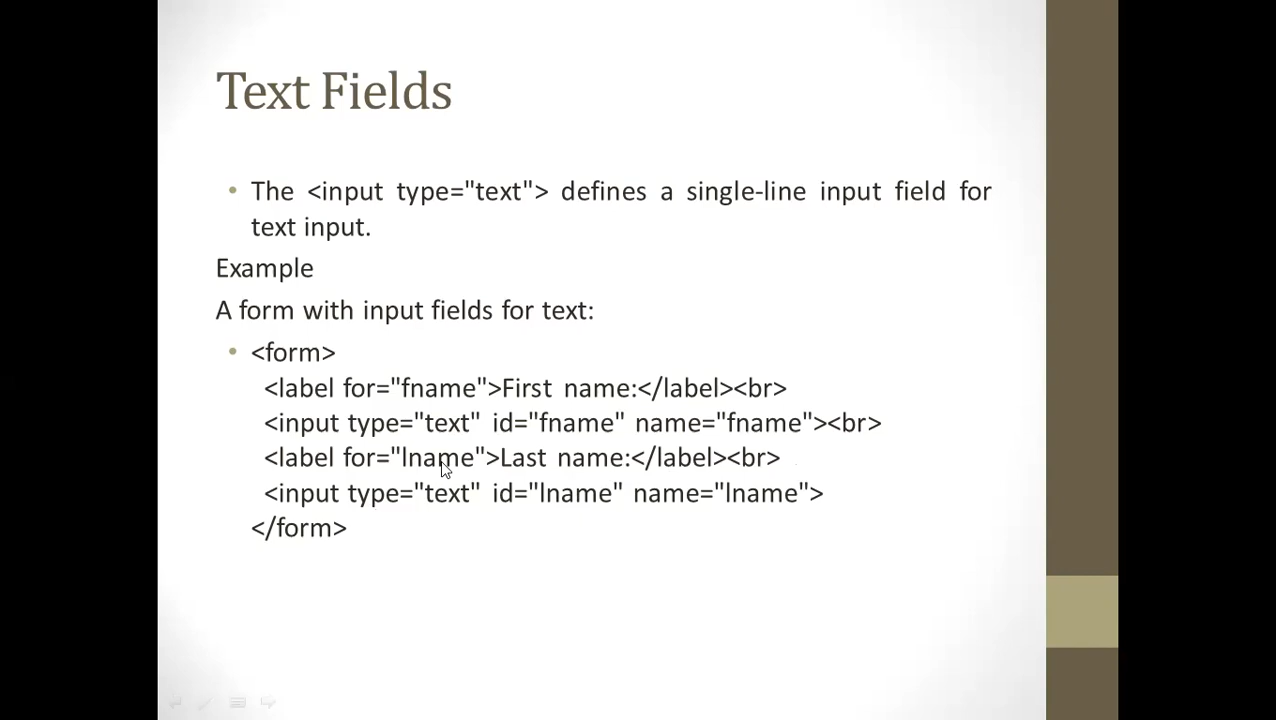 Text Fields
• The <input type="text"> defines a single-line input field for
text input.
Example
A form with input fields for text:
• <form>
<label for="fname">First name:</label><br>
<input type="text" id="fname" name="fname"><br>
<label for="lname">Last name:</label><br>
<input type="text" id="lname" name="lname">
</form>